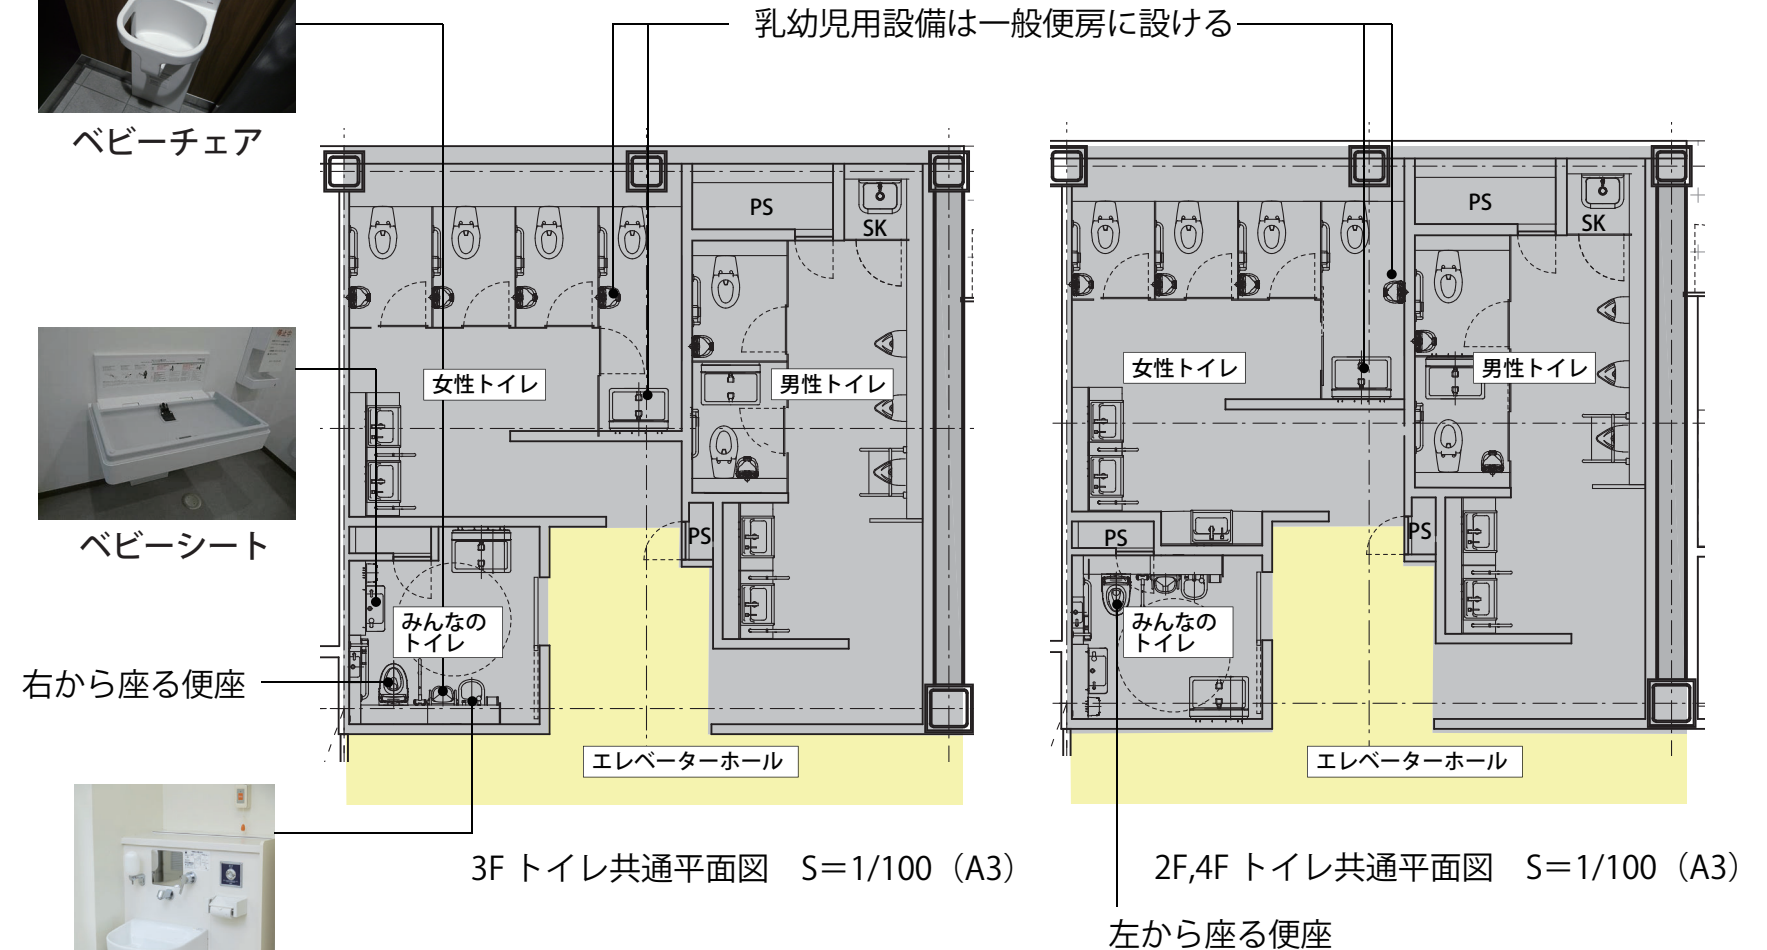 乳幼児用設備は一般便房に設ける
ベビーチェア
PS
SK
女性トイレ
男性トイレ
PS
みんなの
トイレ
エレベーターホール
PS
SK
女性トイレ
男性トイレ
PS
PS
みんなの
トイレ
エレベーターホール
ベビーシート
右から座る便座
3F トイレ共通平面図　S＝1/100（A3）
2F,4F トイレ共通平面図　S＝1/100（A3）
左から座る便座